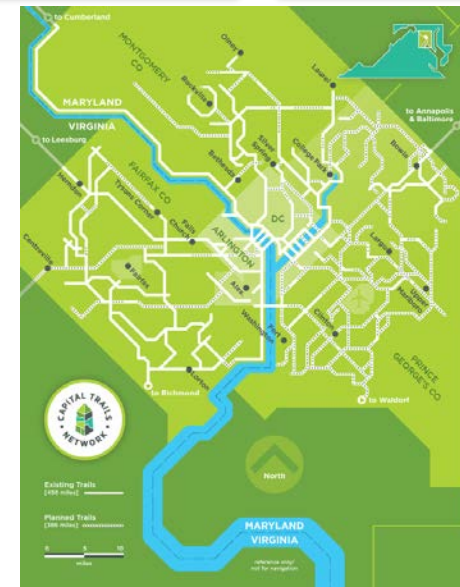 to Cumberland
MONTGOMERY
CO
Olney
Laurel
Rockville
MARYLAND
VIRGINIA
to Annapolis
& Baltimore
to Leesburg
Silver
Spring
College Park
Bowie
Bethesda
Herndon
FAIRFAX CO
Tysons Corner
Falls
Church
ARLINGTON
DC
Largo
Centreville
Fairfax
Alex
Upper
Marlboro
Fort
Washington
Clinton
PRINCE
GEORGE'S CO
Lorton
to Richmond
to Waldorf
CAPITAL TRAILS
NETWORK
North
Existing Trails
Planned Trails
miles
MARYLAND
VIRGINIA
reference only/
not for navigation